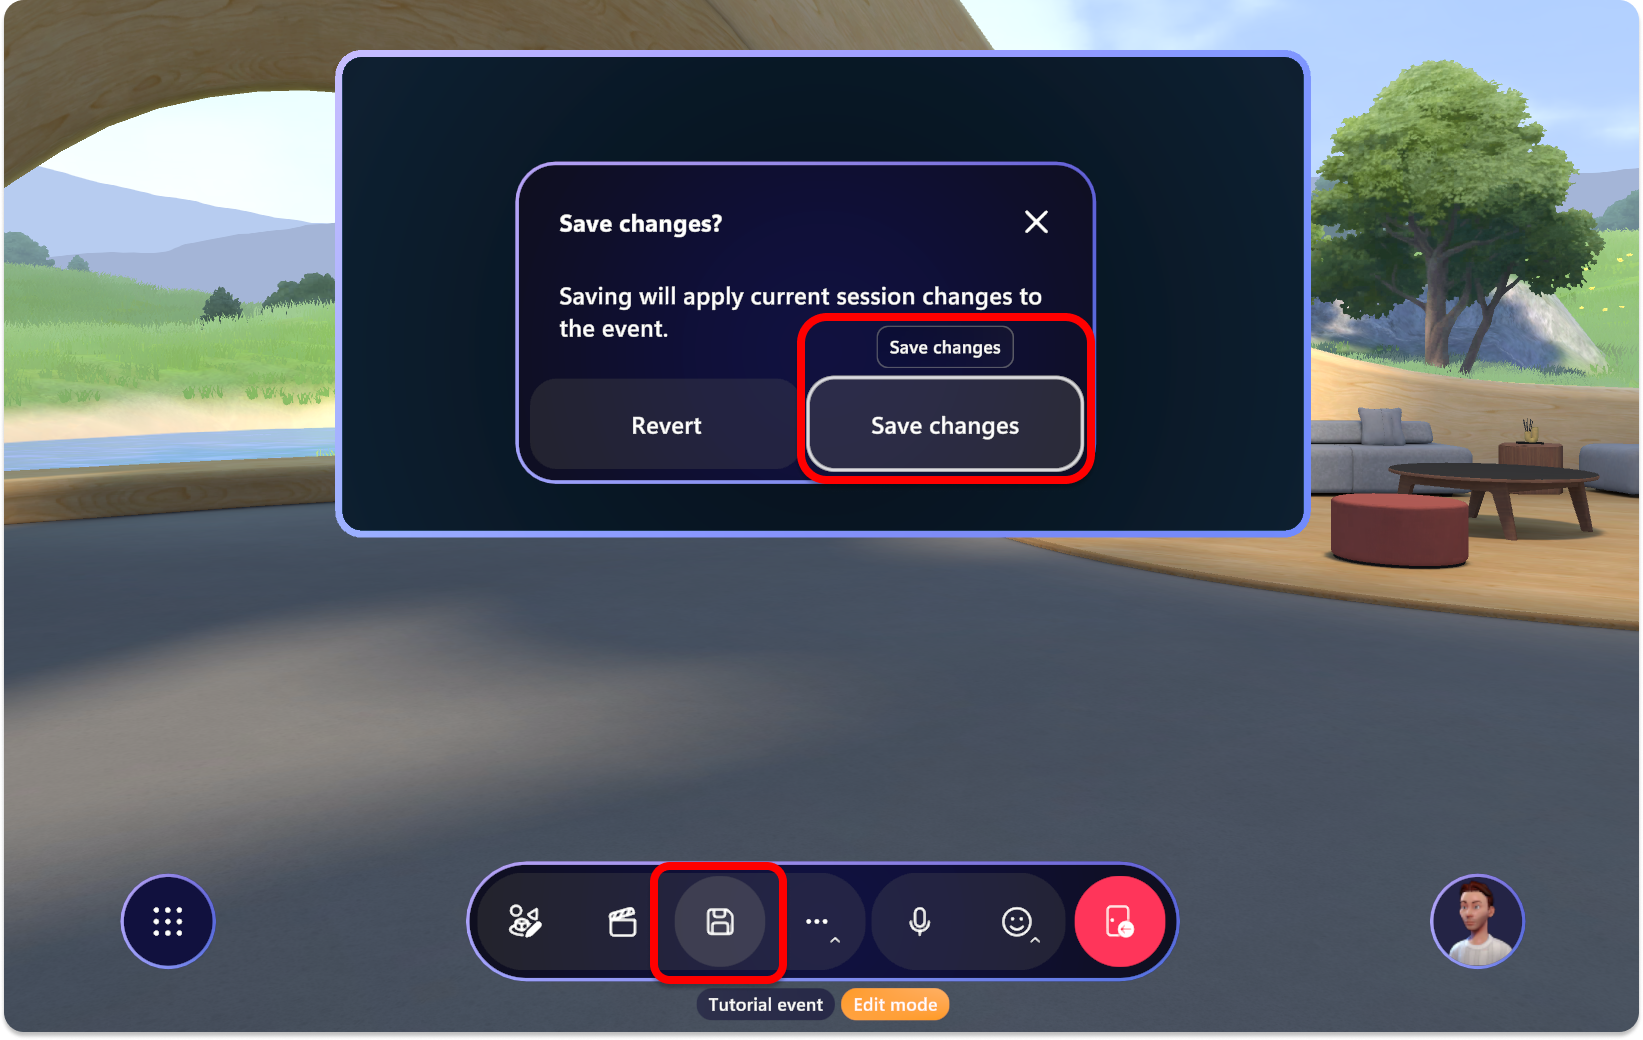 Save changes?
Saving will apply current session changes to
the event.
Save changes
Revert
Save changes
Tutorial event
Edit mode